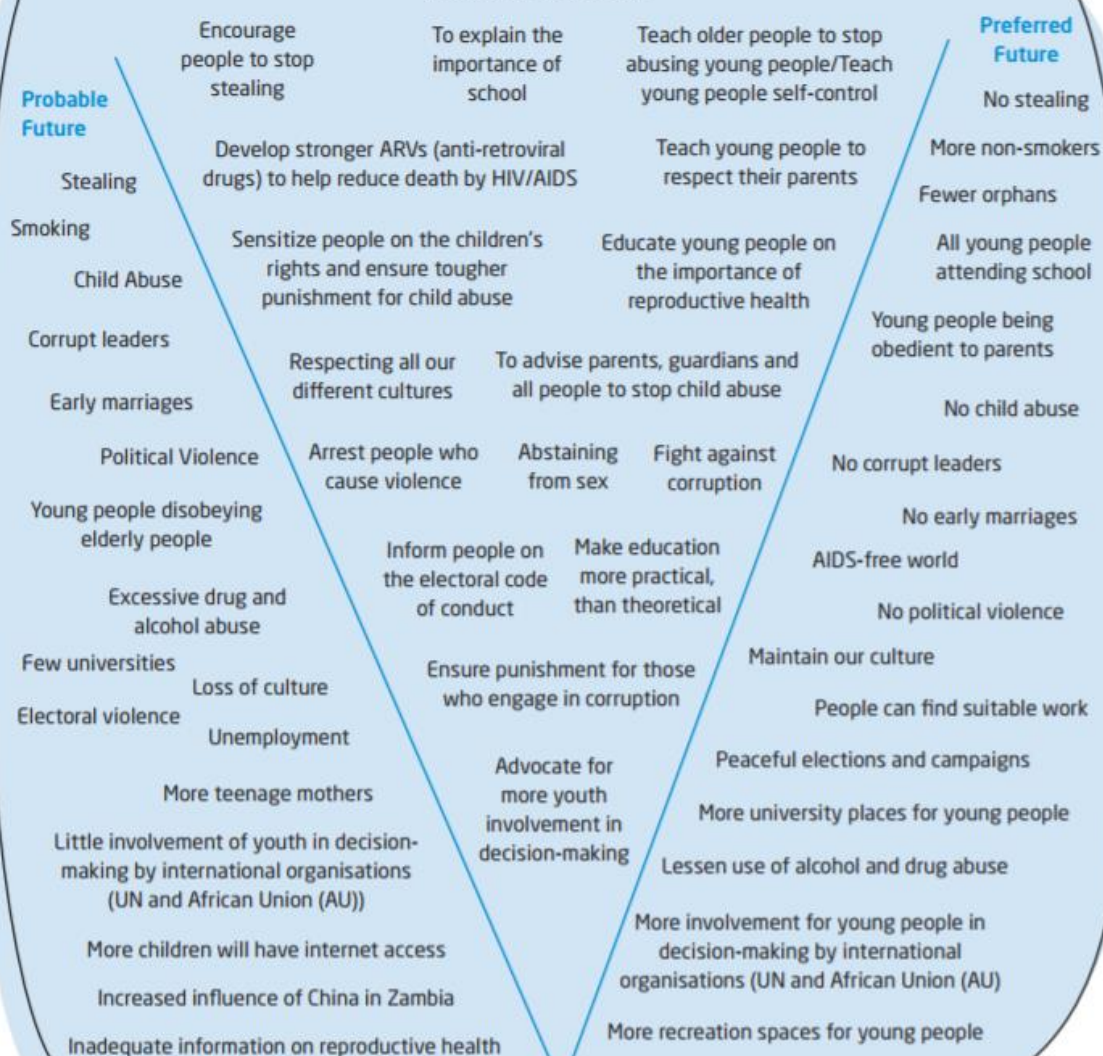 Probable
Future
Stealing
Smoking
Child Abuse
Corrupt leaders
Early marriages
Political Violence
Young people disobeying
elderly people
Excessive drug and
alcohol abuse
Few universities
Loss of culture
Electoral violence
Unemployment
More teenage mothers
Little involvement of youth in decision-
making by international organisations
(UN and African Union (AU))
More children will have internet access
Increased influence of China in Zambia
Inadequate information on reproductive health
Encourage
people to stop
stealing
To explain the
importance of
school
Teach older people to stop
abusing young people/Teach
young people self-control
Develop stronger ARVs (anti-retroviral
drugs) to help reduce death by HIV/AIDS
Teach young people to
respect their parents
Sensitize people on the children's
rights and ensure tougher
punishment for child abuse
Educate young people on
the importance of
reproductive health
Respecting all our
different cultures
To advise parents, guardians and
all people to stop child abuse
Arrest people who
cause violence
Abstaining
from sex
Fight against
corruption
Inform people on
the electoral code
of conduct
Make education
more practical,
than theoretical
Ensure punishment for those
who engage in corruption
Advocate for
more youth
involvement in
decision-making
Preferred
Future
No stealing
More non-smokers
Fewer orphans
All young people
attending school
Young people being
obedient to parents
No child abuse
No corrupt leaders
No early marriages
AIDS-free world
No political violence
Maintain our culture
People can find suitable work
Peaceful elections and campaigns
More university places for young people
Lessen use of alcohol and drug abuse
More involvement for young people in
decision-making by international
organisations (UN and African Union (AU)
More recreation spaces for young people